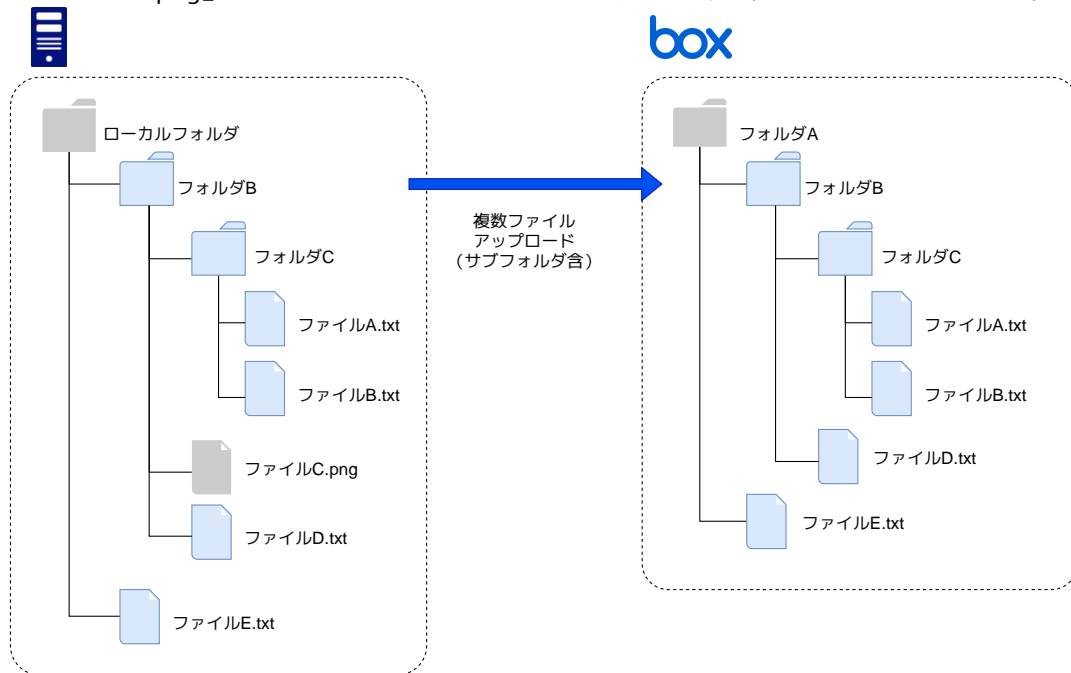 box
ローカルフォルダ
フォルダB
フォルダC
ファイルA.txt
ファイルB.txt
ファイルC.png
ファイルD.txt
ファイルE.txt
複数ファイル
アップロード
(サブフォルダ含)
フォルダA
フォルダB
フォルダC
ファイルA.txt
ファイルB.txt
ファイルD.txt
ファイルE.txt